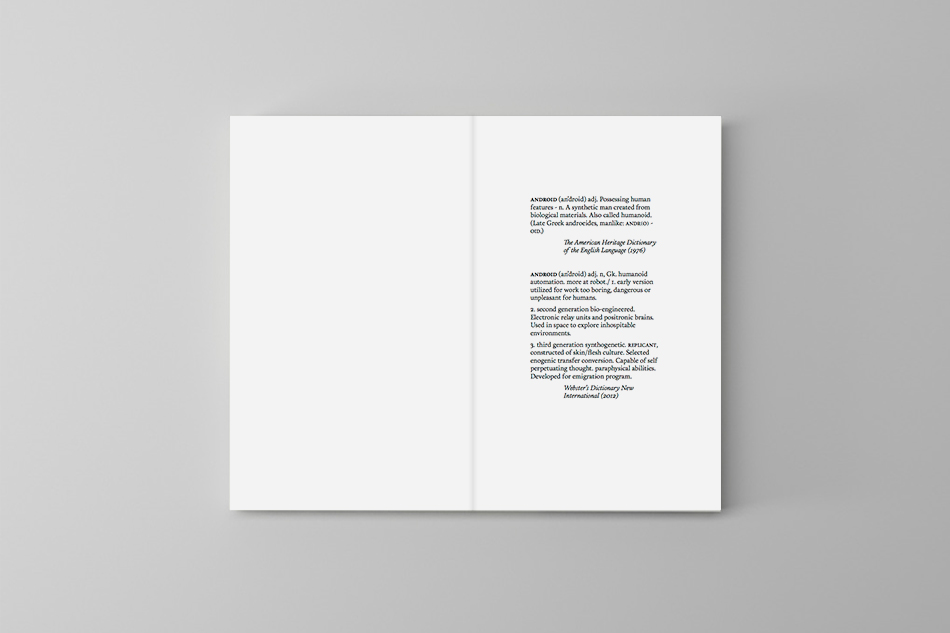 ANDROID (an'droid) adj. Possessing human
features - n. A synthetic man created from
biological materials. Also called humanoid.
(Late Greek androeides, manlike: ANDR(O) -
OID.)
The American Heritage Dictionary
of the English Language (1976)
ANDROID (an'droid) adj. n, Gk. humanoid
automation. more at robot./ 1. early version
utilized for work too boring, dangerous or
unpleasant for humans.
2. second generation bio-engineered.
Electronic relay units and positronic brains.
Used in space to explore inhospitable
environments.
3. third generation synthogenetic. REPLICANT,
constructed of skin/flesh culture. Selected
enogenic transfer conversion. Capable of self
perpetuating thought. paraphysical abilities.
Developed for emigration program.
Webster's Dictionary New
International (2012)